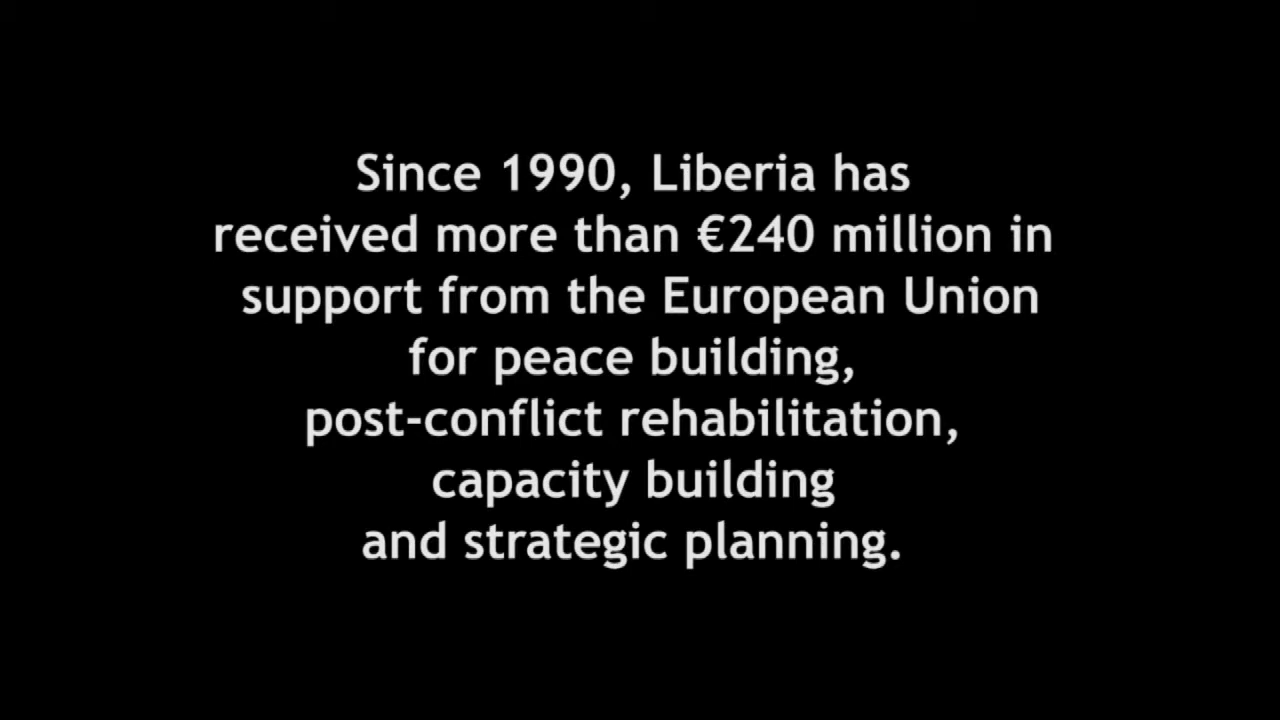 Since 1990, Liberia has
received more than €240 million in
support from the European Union
for peace building,
post-conflict rehabilitation,
capacity building
and strategic planning.